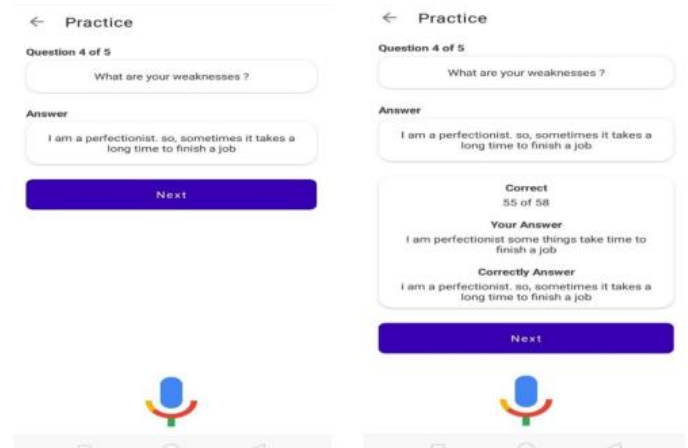 ← Practice
Question 4 of 5
What are your weaknesses ?
Answer
I am a perfectionist. so, sometimes it takes a
long time to finish a job
Next
← Practice
Question 4 of 5
What are your weaknesses ?
Answer
I am a perfectionist. so, sometimes it takes a
long time to finish a job
Correct
55 of 58
Your Answer
I am perfectionist some things take time to
finish a job
Correctly Answer
I am a perfectionist. so, sometimes it takes a
long time to finish a job
Next